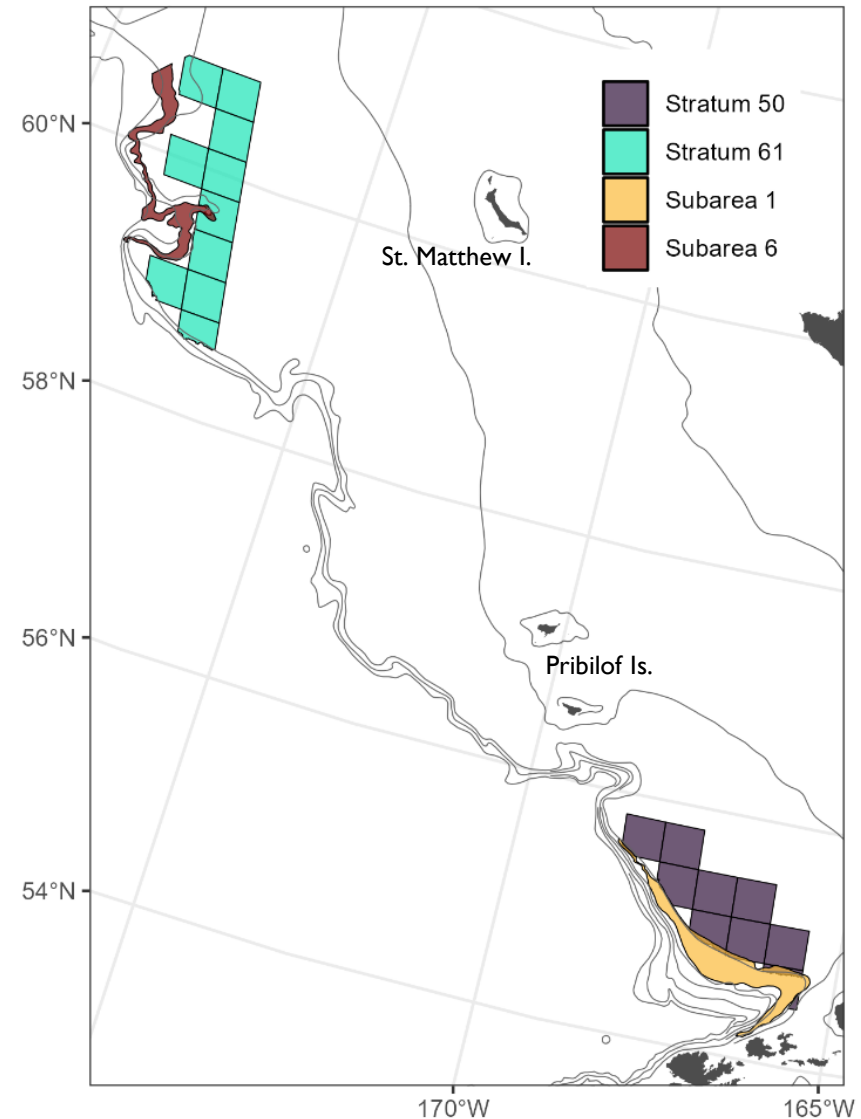 60°N
58°N
56°N
54°N
170°W
165°W
Stratum 50
Stratum 61
Subarea 1
Subarea 6
St. Matthew I.
Pribilof Is.